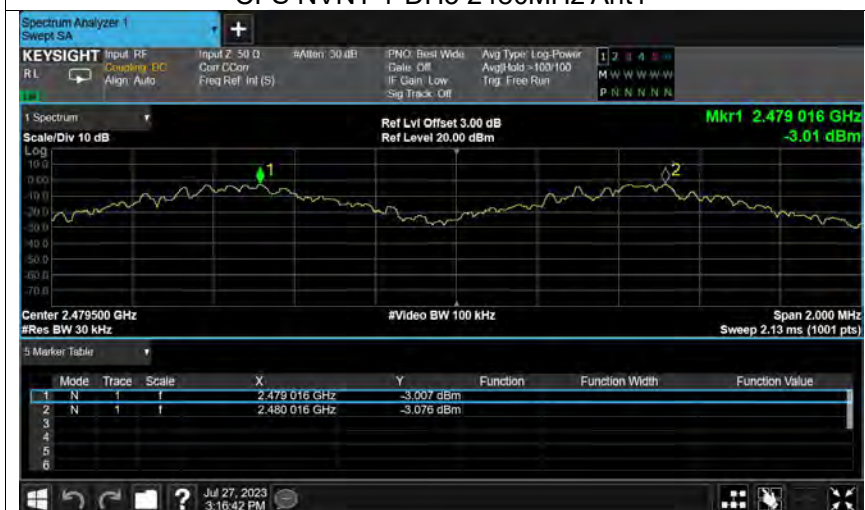 CFS NVNT 1-DH5 2480MHz Ant1
Spectrum Analyzer 1
Swept SA
KEYSIGHT Input: RF Input Z: 50 Ω #Atten: 30 dB PNO: Best Wide Avg Type: Log-Power 1 2 3 4 5 6
RL Coupling: DC Corr CCorr Gate: Off Avg|Hold: >100/100 M W W W W W
Align: Auto Freq Ref: Int (S) IF Gain: Low Trig: Free Run
Sig Track: Off P N N N N N
1 Spectrum
Ref Lvl Offset 3.00 dB Mkr1 2.479 016 GHz
Scale/Div 10 dB Ref Level 20.00 dBm -3.01 dBm
Log
10.0
0.00
-10.0
-20.0
-30.0
-40.0
-50.0
-60.0
-70.0
1
2
Center 2.479500 GHz #Video BW 100 kHz Span 2.000 MHz
#Res BW 30 kHz Sweep 2.13 ms (1001 pts)
5 Marker Table
Mode Trace Scale X Y Function Function Width Function Value
1 N 1 f 2.479 016 GHz -3.007 dBm
2 N 1 f 2.480 016 GHz -3.076 dBm
3
4
5
6
Jul 27, 2023
3:16:42 PM